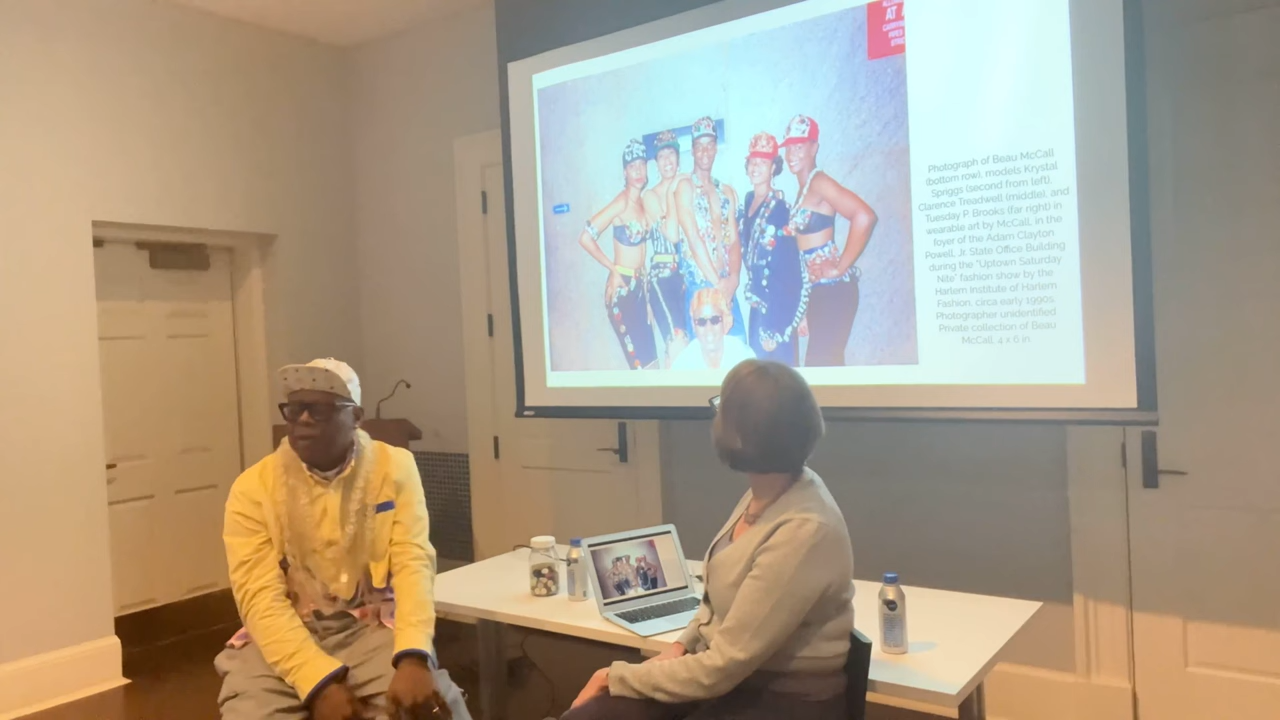 AT A
Photograph of Beau McCall
(bottom row), models Krystal
Spriggs (second from left),
Clarence Treadwell (middle), and
Tuesday P. Brooks (far right) in
wearable art by McCall, in the
foyer of the Adam Clayton
Powell, Jr. State Office Building
during the "Uptown Saturday
Nite" fashion show by the
Harlem Institute of Harlem
Fashion, circa early 1990s.
Photographer unidentified.
Private collection of Beau
McCall, 4 x 6 in.